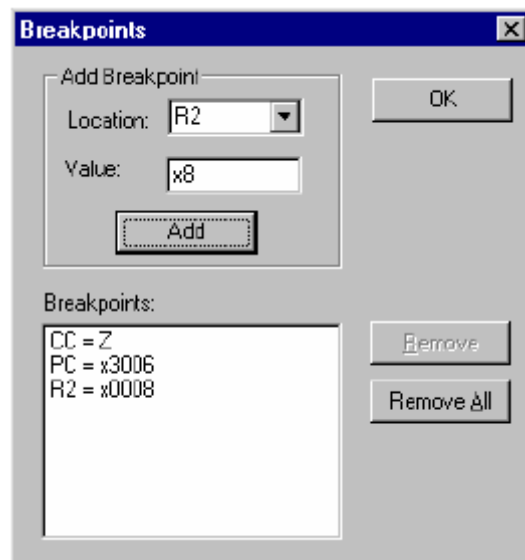 Breakpoints
Add Breakpoint
Location: R2
OK
Value: x8
Add
Breakpoints:
CC = Z
PC = x3006
R2 = x0008
Remove
Remove All